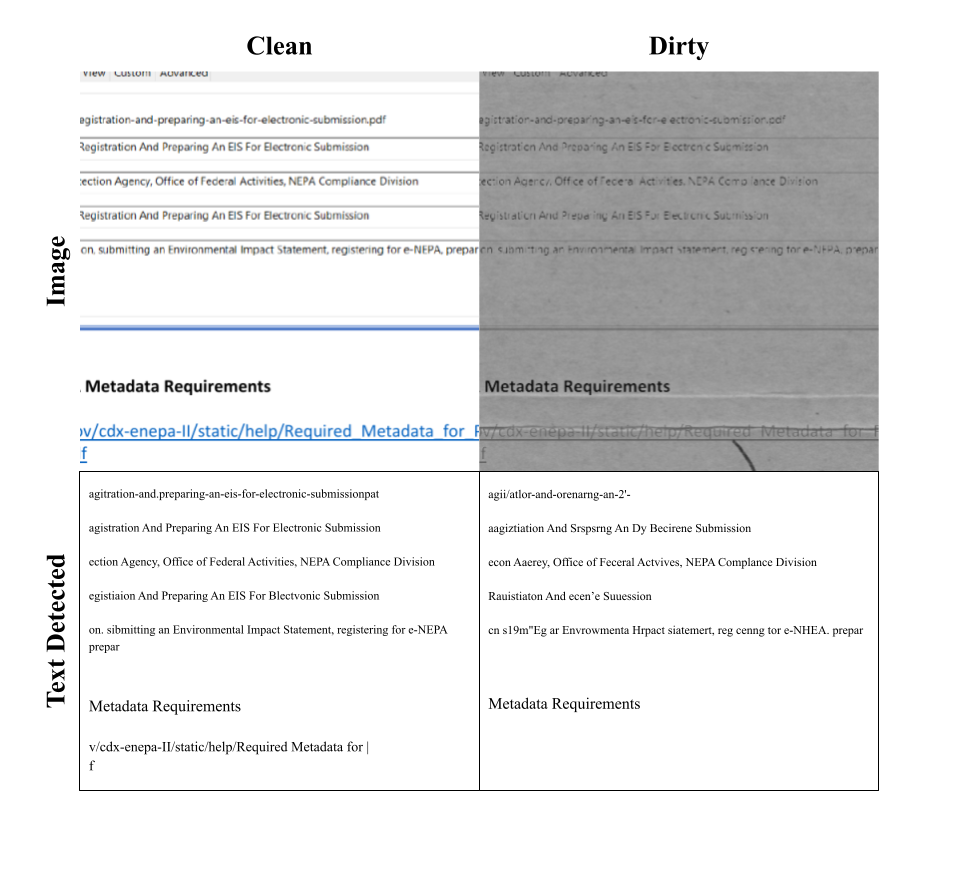 Clean Dirty
View Custom Advanced View Custom Advanced
egistration-and-preparing-an-eis-for-electronic-submission.pdf agistration-and-preparing-an-eis-for-e ectronic-submission.pdf
Registration And Preparing An EIS For Electronic Submission Registration And Preparing An EIS For Electronic Submission
ection Agency, Office of Federal Activities, NEPA Compliance Division ection Agency, Office of Federal Activities, NEPA Compliance Division
Registration And Preparing An EIS For Electronic Submission Registration And Preparing An EIS For Electronic Submission
on. submitting an Environmental Impact Statement, registering for e-NEPA, prepar on. submitting an Environmental Impact Statement, registering for e-NEPA, prepar
Image
. Metadata Requirements Metadata Requirements
ov/cdx-enepa-II/static/help/Required_Metadata_for_ v/cdx-enepa-II/static/help/Required_Metadata_for_
f f
Text Detected
agitration-and.preparing-an-eis-for-electronic-submissionpat agii/atlor-and-orenarng-an-2'-
agistration And Preparing An EIS For Electronic Submission aagiztiation And Srspsrng An Dy Becirene Submission
ection Agency, Office of Federal Activities, NEPA Compliance Division econ Aaerey, Office of Feceral Actvives, NEPA Complance Division
egistiaion And Preparing An EIS For Blectvonic Submission Rauistiaton And ecen’e Suuession
on. sibmitting an Environmental Impact Statement, registering for e-NEPA cn s19m"Eg ar Envrowmenta Hrpact siatemert, reg cenng tor e-NHEA. prepar
prepar
Metadata Requirements Metadata Requirements
v/cdx-enepa-II/static/help/Required Metadata for |
f